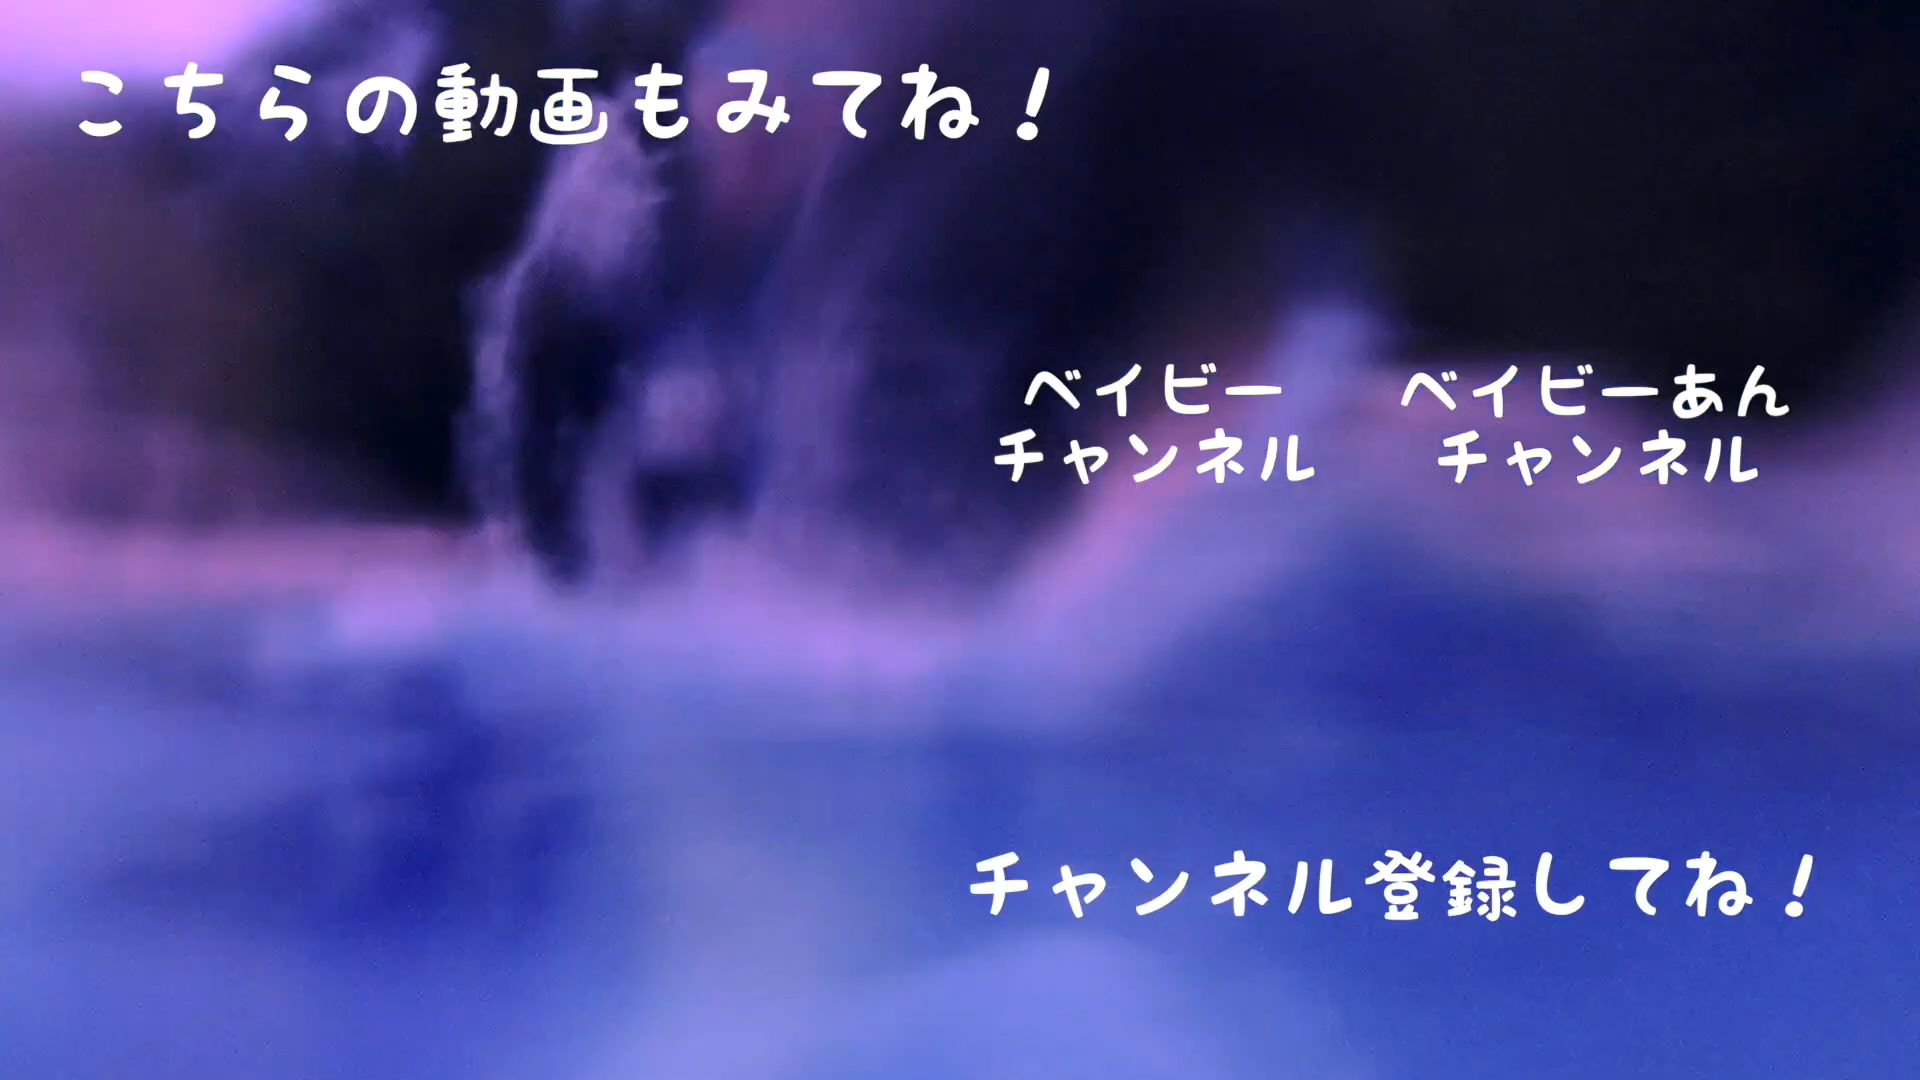 こちらの動画もみてね！
ベイビー
チャンネル
ベイビーあん
チャンネル
チャンネル登録してね！